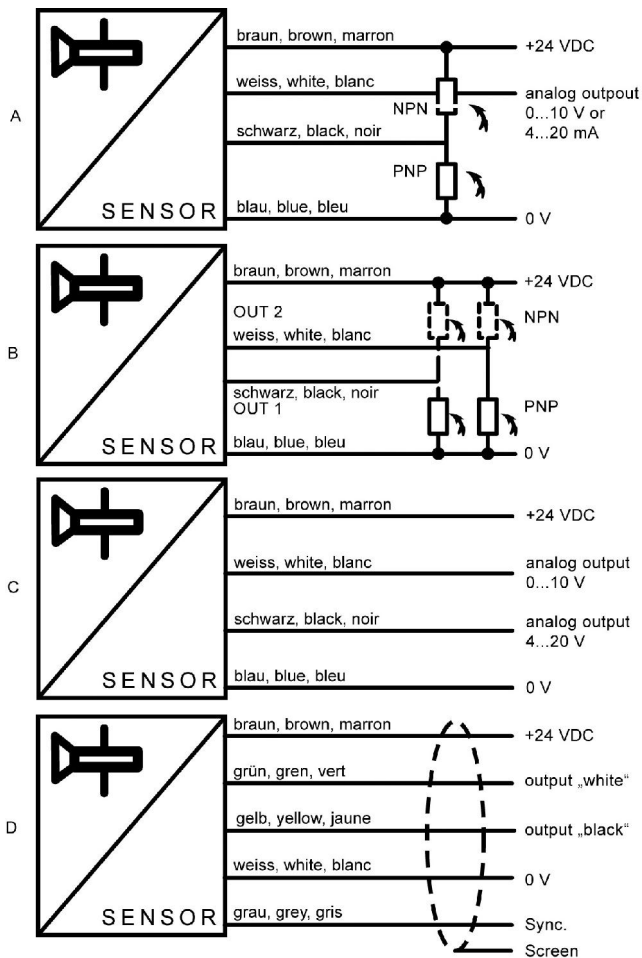 A
braun, brown, marron
+24 VDC
weiss, white, blanc
NPN
analog outpout
0...10 V or
4...20 mA
schwarz, black, noir
PNP
SENSOR
blau, blue, bleu
0 V
B
braun, brown, marron
+24 VDC
OUT 2
NPN
weiss, white, blanc
schwarz, black, noir
OUT 1
PNP
SENSOR
blau, blue, bleu
0 V
C
braun, brown, marron
+24 VDC
weiss, white, blanc
analog output
0...10 V
schwarz, black, noir
analog output
4...20 V
SENSOR
blau, blue, bleu
0 V
D
braun, brown, marron
+24 VDC
grün, gren, vert
output „white“
gelb, yellow, jaune
output „black“
weiss, white, blanc
0 V
SENSOR
grau, grey, gris
Sync.
Screen